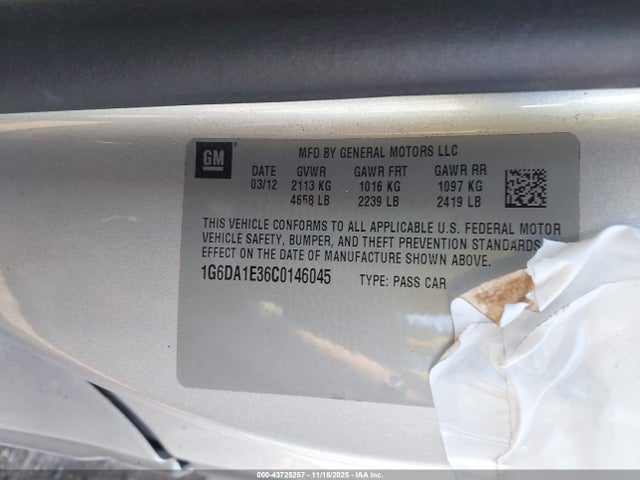 GM
MFD BY GENERAL MOTORS LLC
DATE GVWR GAWR FRT GAWR RR
03/12 2113 KG 1016 KG 1097 KG
4658 LB 2239 LB 2419 LB
THIS VEHICLE CONFORMS TO ALL APPLICABLE U.S. FEDERAL MOTOR
VEHICLE SAFETY, BUMPER, AND THEFT PREVENTION STANDARDS
EFFECT ON THE DATE OF MANUFACTURE SHOWN ABOVE.
1G6DA1E36C0146045 TYPE: PASS CAR
000-43725257 - 11/18/2025 - IAA Inc.